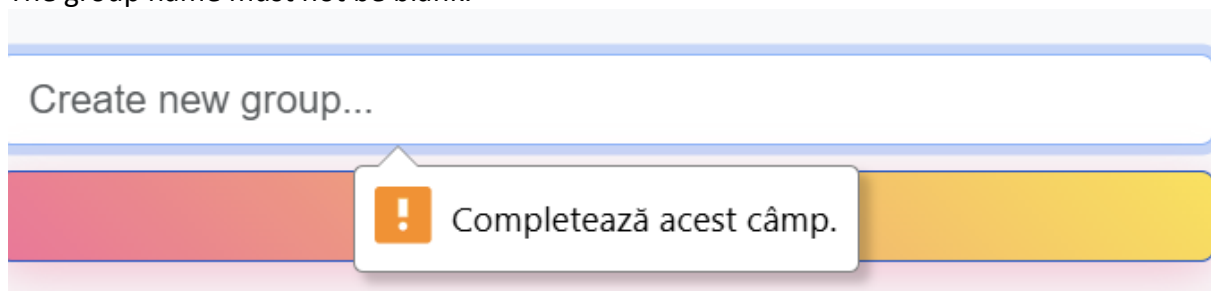 The group name must not be blank.
Create new group...
Completează acest câmp.